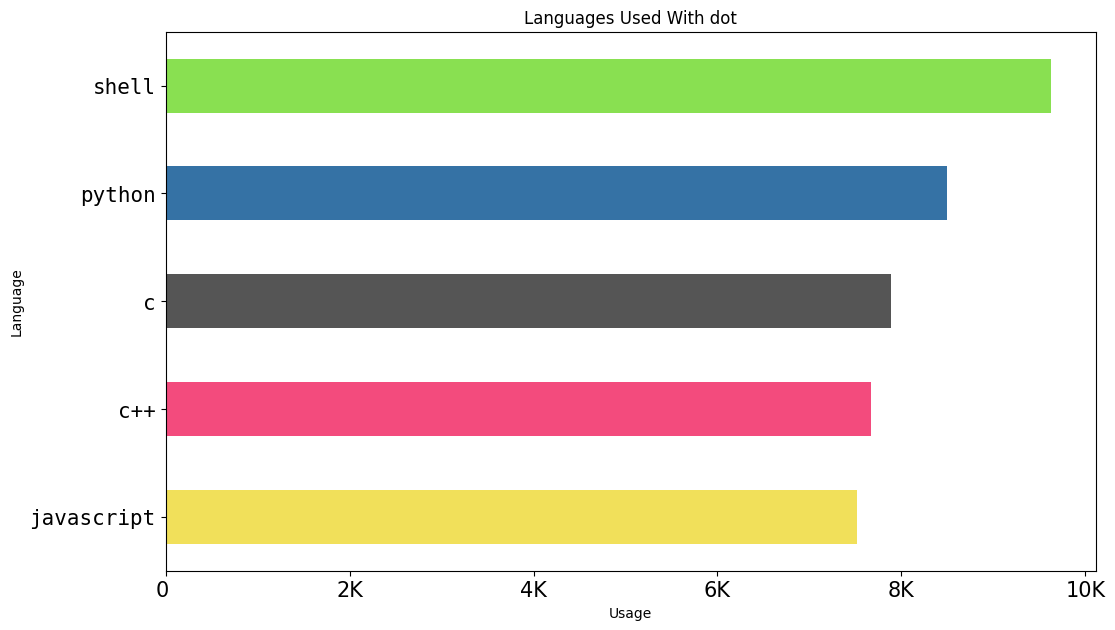 Languages Used With dot
shell
python
c
c++
javascript
Language
0 2K 4K 6K 8K 10K
Usage